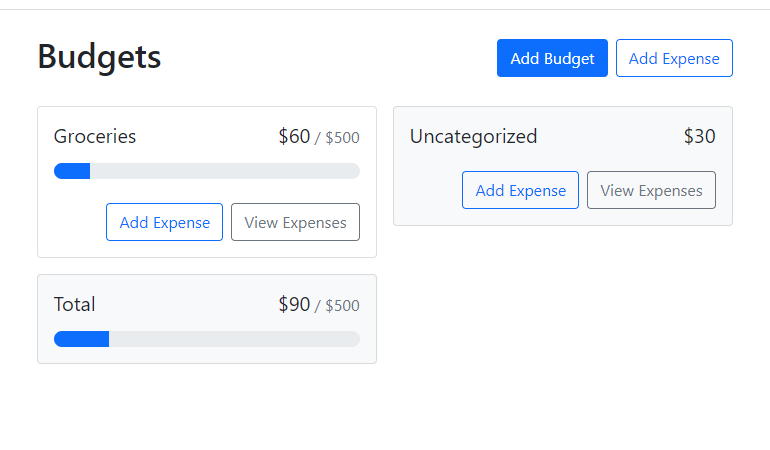 Budgets
Add Budget
Add Expense
Groceries
$60 / $500
Add Expense
View Expenses
Uncategorized
$30
Add Expense
View Expenses
Total
$90 / $500